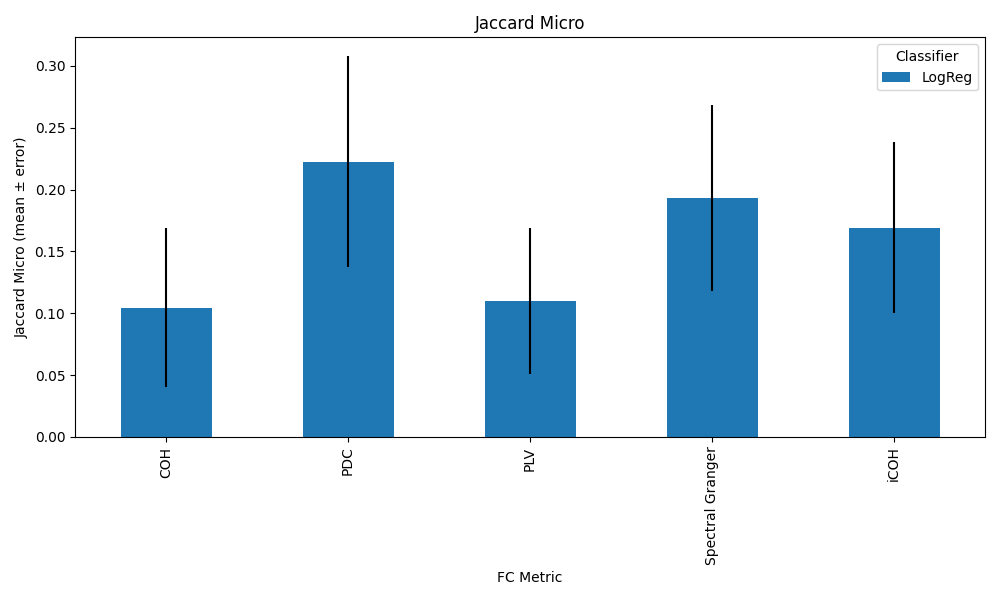 Jaccard Micro
Classifier
LogReg
Jaccard Micro (mean ± error)
0.30
0.25
0.20
0.15
0.10
0.05
0.00
COH
PDC
PLV
Spectral Granger
iCOH
FC Metric